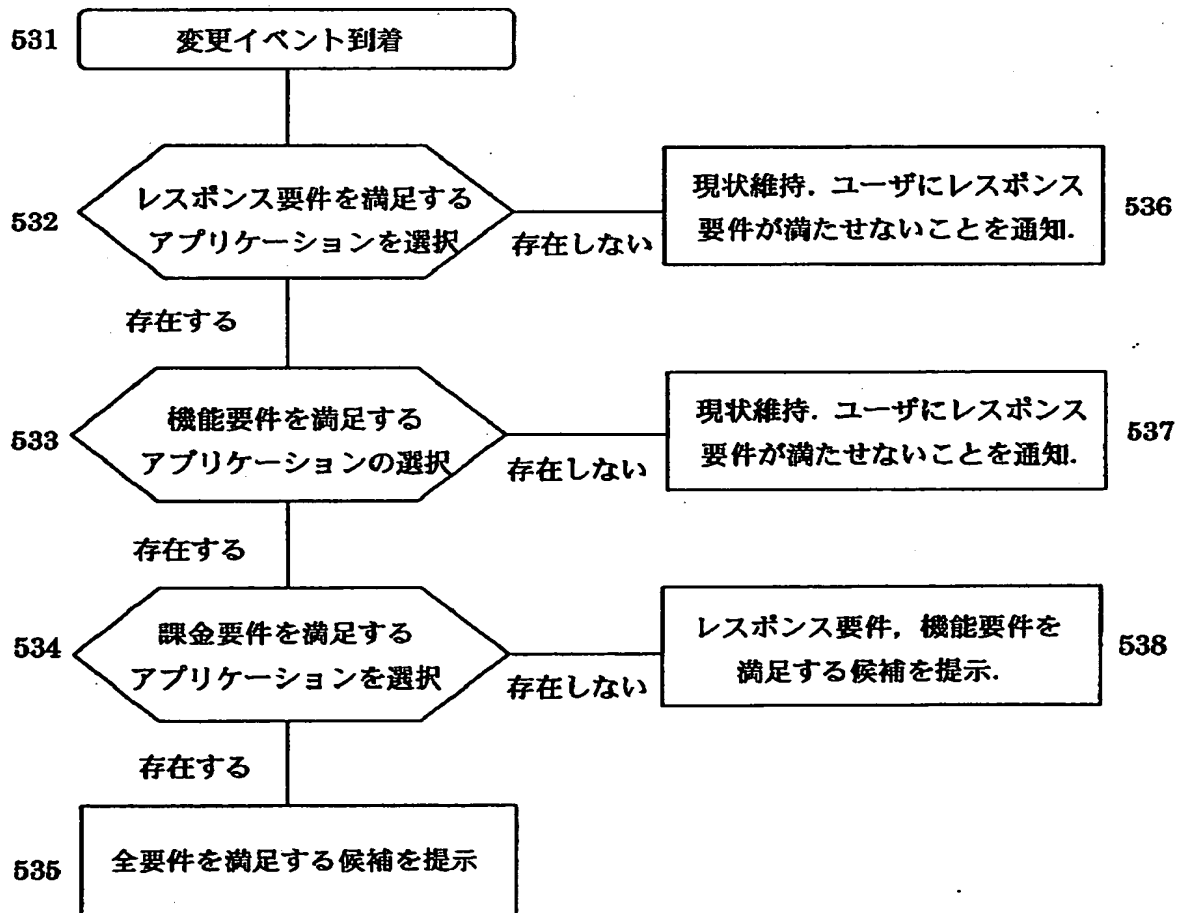 531
変更イベント到着
532
レスポンス要件を満足する
アプリケーションを選択
存在しない
現状維持. ユーザにレスポンス
要件が満たせないことを通知.
536
存在する
533
機能要件を満足する
アプリケーションの選択
存在しない
現状維持. ユーザにレスポンス
要件が満たせないことを通知.
537
存在する
534
課金要件を満足する
アプリケーションを選択
存在しない
レスポンス要件, 機能要件を
満足する候補を提示.
538
存在する
535
全要件を満足する候補を提示